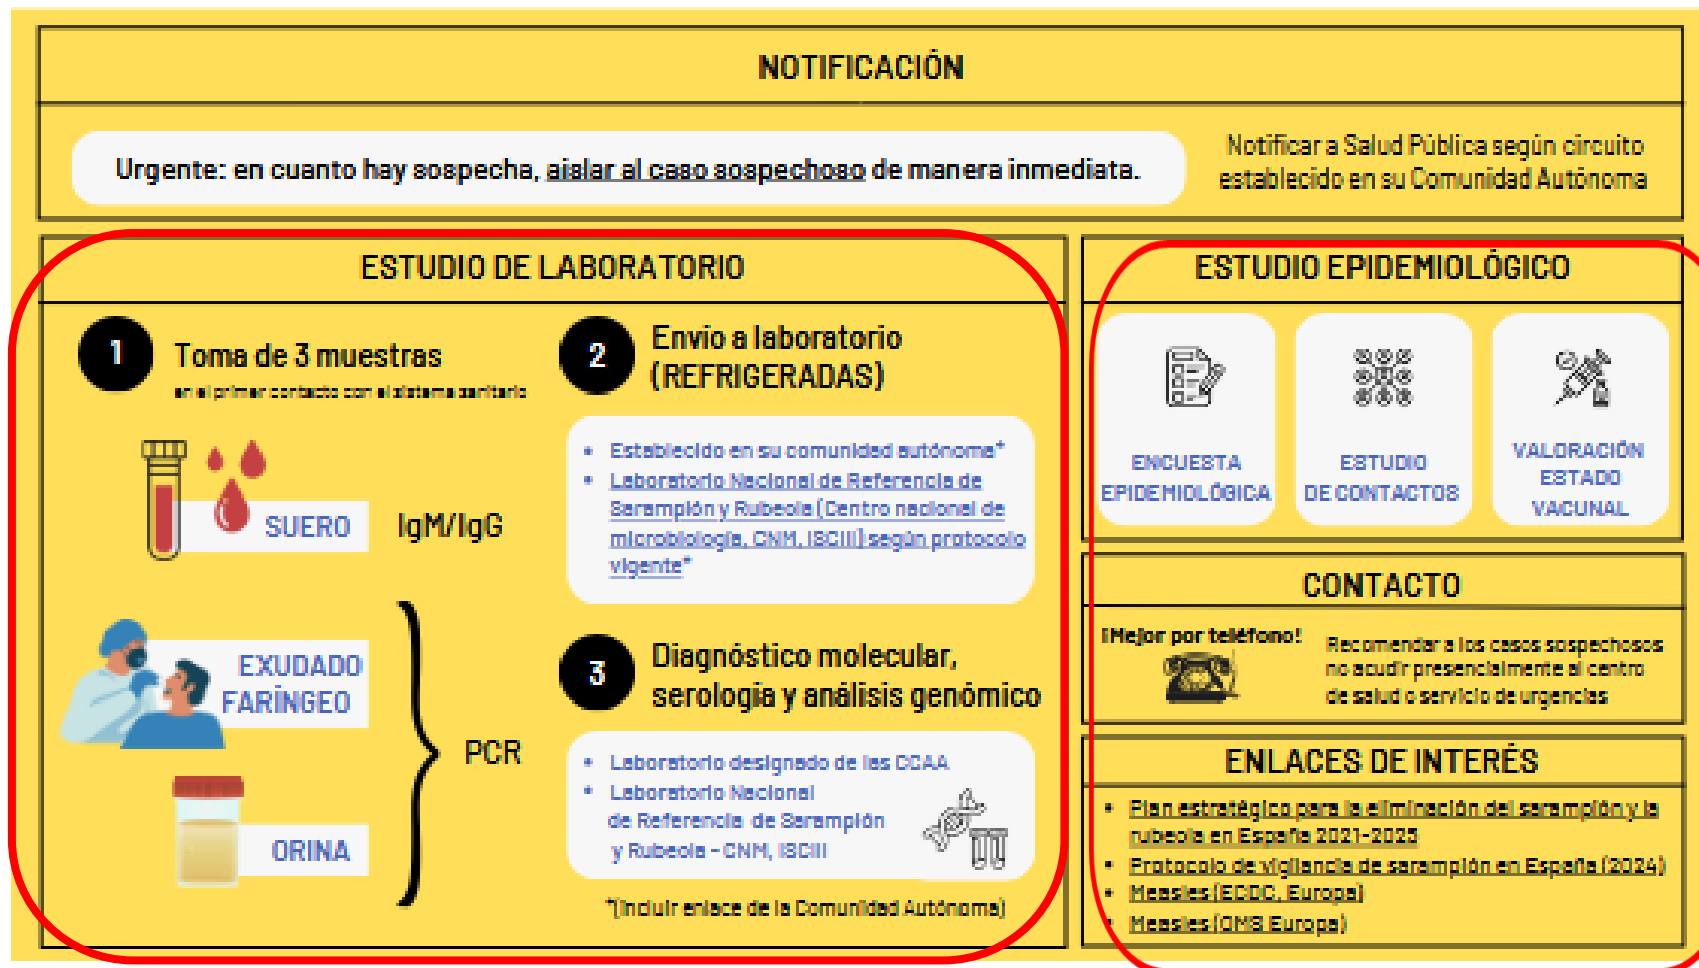 NOTIFICACIÓN
Urgente: en cuanto hay sospecha, aislar al caso sospechoso de manera inmediata.
Notificar a Salud Pública según circuito
establecido en su Comunidad Autónoma
ESTUDIO DE LABORATORIO
1
Toma de 3 muestras
en el primer contacto con el sistema sanitario
SUERO
IgM/IgG
EXUDADO
FARÍNGEO
ORINA
PCR
2
Envío a laboratorio
(REFRIGERADAS)
• Establecido en su comunidad autónoma*
• Laboratorio Nacional de Referencia de
Sarampión y Rubeola (Centro nacional de
microbiología, CNM, ISCIII) según protocolo
vigente*
3
Diagnóstico molecular,
serología y análisis genómico
• Laboratorio designado de las CCAA
• Laboratorio Nacional
de Referencia de Sarampión
y Rubeola - CNM, ISCIII
*(Incluir enlace de la Comunidad Autónoma)
ESTUDIO EPIDEMIOLÓGICO
ENCUESTA
EPIDEMIOLÓGICA
ESTUDIO
DE CONTACTOS
VALORACIÓN
ESTADO
VACUNAL
CONTACTO
¡Mejor por teléfono!
Recomendar a los casos sospechosos
no acudir presencialmente al centro
de salud o servicio de urgencias
ENLACES DE INTERÉS
• Plan estratégico para la eliminación del sarampión y la
rubeola en España 2021-2025
• Protocolo de vigilancia de sarampión en España (2024)
• Measles (ECDC, Europa)
• Measles (OMS Europa)